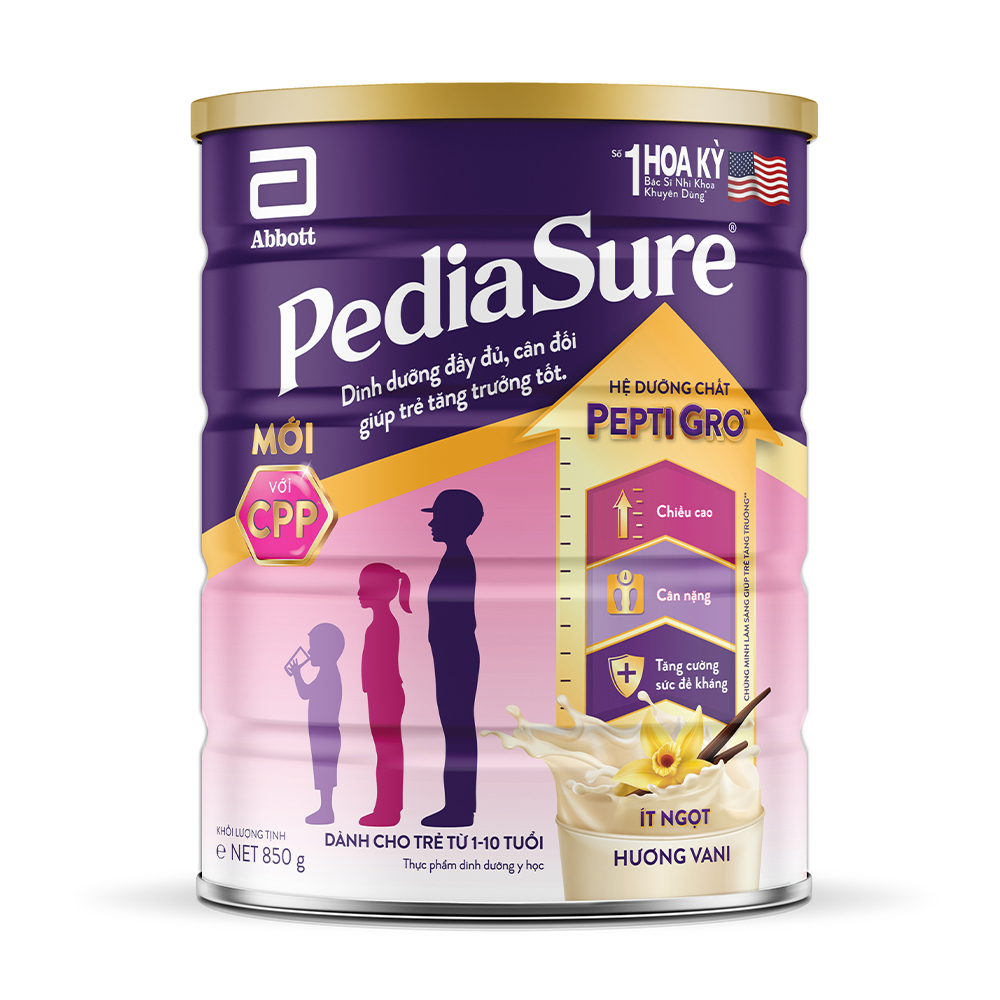 Abbott
Số 1 HOA KỲ
Bác Sĩ Nhi Khoa
Khuyên Dùng*
PediaSure®
Dinh dưỡng đầy đủ, cân đối
giúp trẻ tăng trưởng tốt.
MỚI
với
CPP
HỆ DƯỠNG CHẤT
PEPTIGRO™
Chiều cao
Cân nặng
Tăng cường
sức đề kháng
CHỨNG MINH LÂM SÀNG GIÚP TRẺ TĂNG TRƯỞNG**
ÍT NGỌT
HƯƠNG VANI
KHỐI LƯỢNG TỊNH
e NET 850 g
DÀNH CHO TRẺ TỪ 1-10 TUỔI
Thực phẩm dinh dưỡng y học